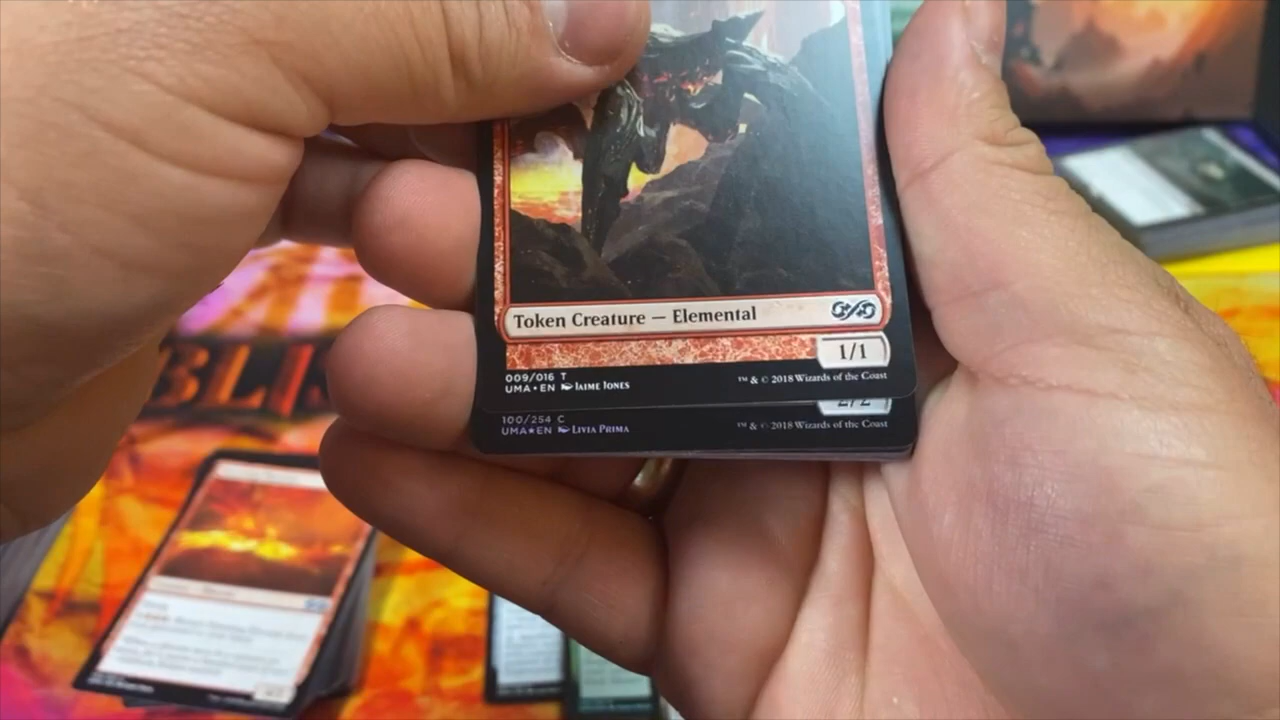 Token Creature — Elemental
1/1
009/016 T
UMA • EN JAIME JONES
™ & © 2018 Wizards of the Coast
2/2
100/254 C
UMA★EN LIVIA PRIMA
™ & © 2018 Wizards of the Coast
BLI